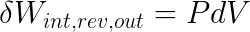 δW_{int,rev,out} = PdV